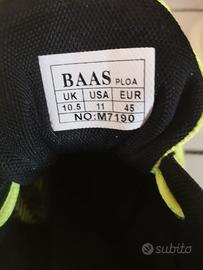 BAAS PLOA
UK USA EUR
10.5 11 45
NO:M7190
subito